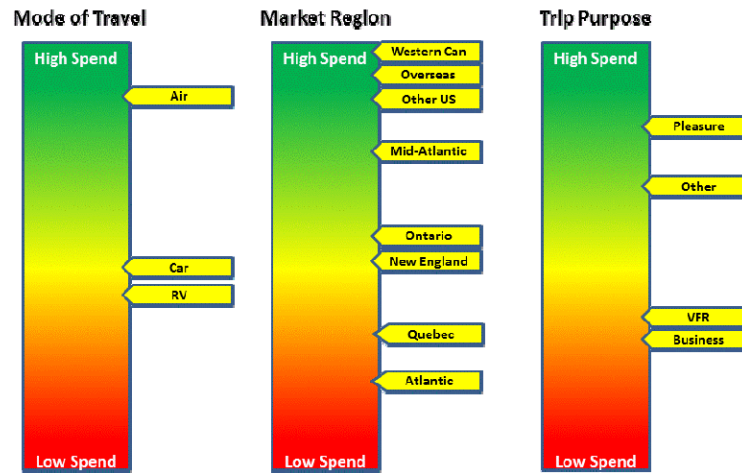 Mode of Travel
High Spend
Air
Car
RV
Low Spend
Market Region
High Spend
Western Can
Overseas
Other US
Mid-Atlantic
Ontario
New England
Quebec
Atlantic
Low Spend
Trip Purpose
High Spend
Pleasure
Other
VFR
Business
Low Spend